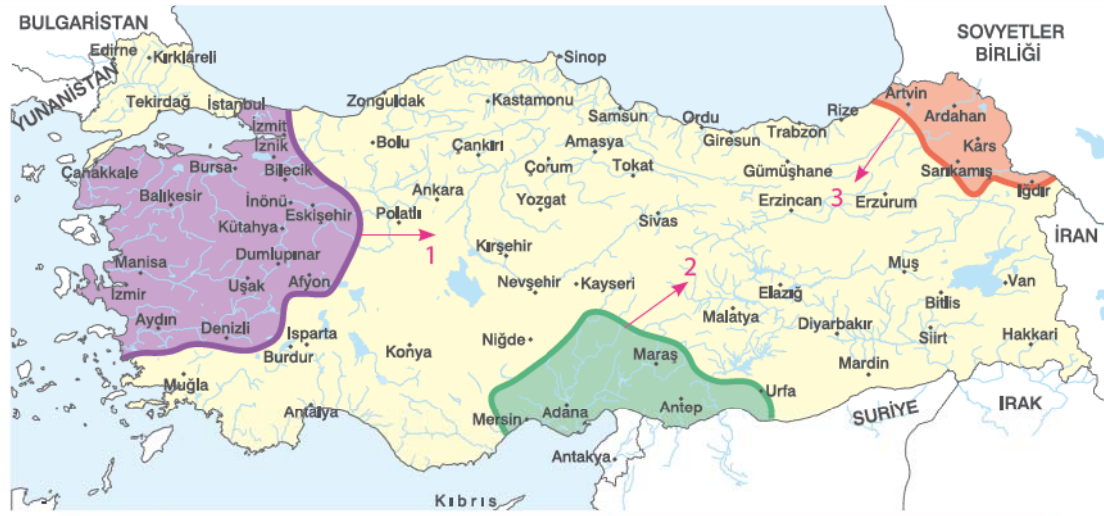 BULGARİSTAN
SOVYETLER
BİRLİĞİ
YUNANİSTAN
Edirne
Kırklareli
Tekirdağ
İstanbul
Sinop
Zonguldak
Kastamonu
Samsun
Ordu
Giresun
Trabzon
Rize
Artvin
Ardahan
Kars
Sarıkamış
Iğdır
İzmit
İznik
Bolu
Çankırı
Çorum
Amasya
Tokat
Gümüşhane
3
Çanakkale
Bursa
Bilecik
Balıkesir
İnönü
Eskişehir
Ankara
Polatlı
Yozgat
Sivas
Erzincan
Erzurum
Kütahya
1
Kırşehir
İRAN
Manisa
Dumlupınar
Uşak
Afyon
İzmir
Nevşehir
Kayseri
2
Malatya
Elazığ
Muş
Bitlis
Van
Aydın
Denizli
Isparta
Burdur
Konya
Niğde
Maraş
Diyarbakır
Siirt
Hakkari
Mardin
Muğla
Antalya
Mersin
Adana
Antep
Urfa
SURİYE
IRAK
Antakya
Kıbrıs